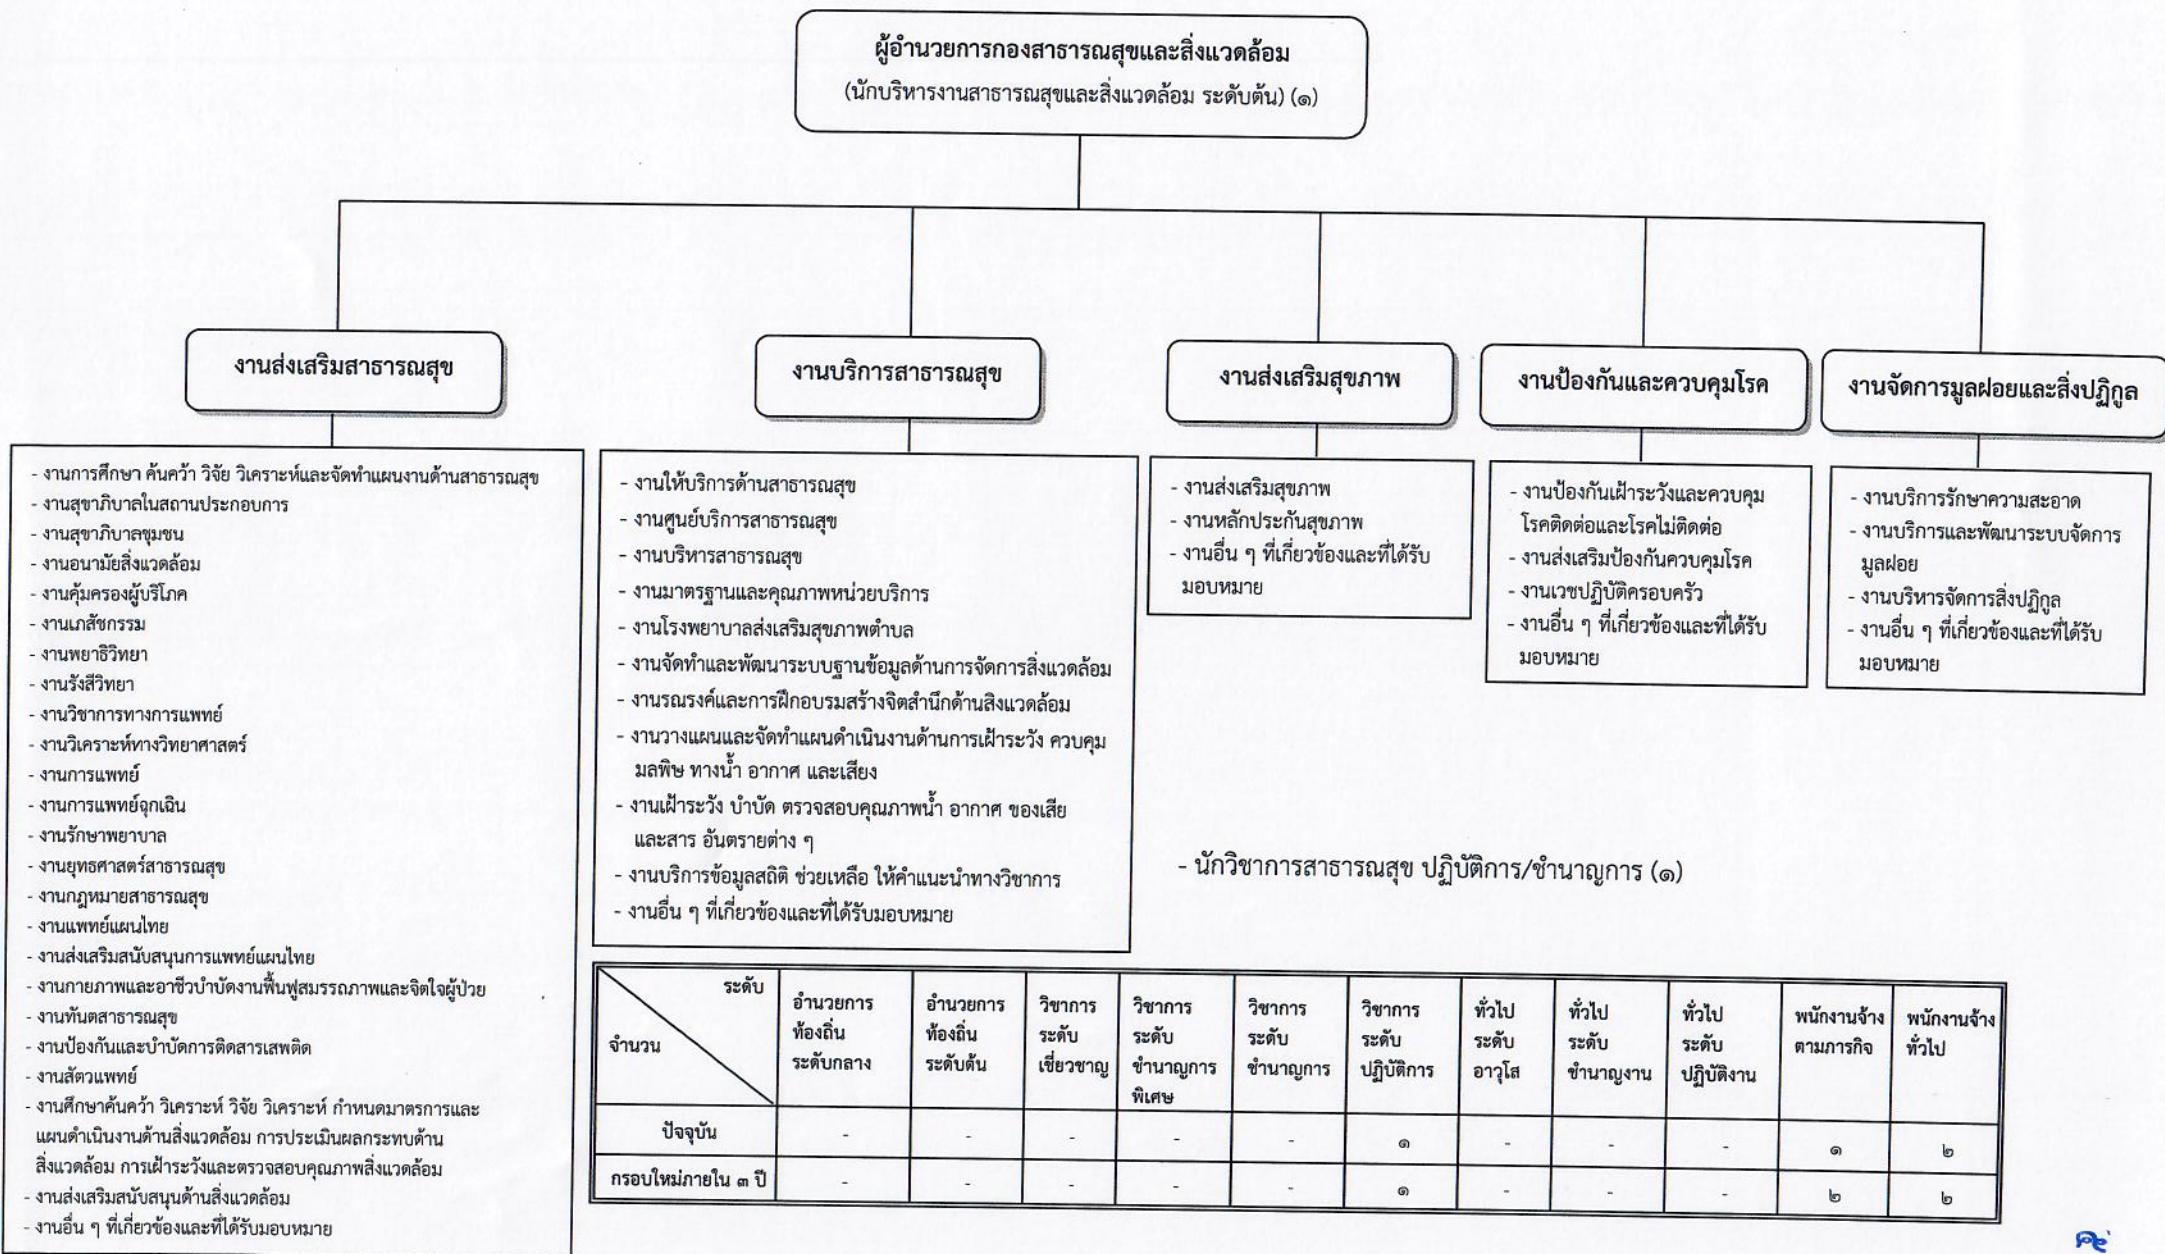 ผู้อำนวยการกองสาธารณสุขและสิ่งแวดล้อม
(นักบริหารงานสาธารณสุขและสิ่งแวดล้อม ระดับต้น) (๑)
งานส่งเสริมสาธารณสุข
- งานการศึกษา ค้นคว้า วิจัย วิเคราะห์และจัดทำแผนงานด้านสาธารณสุข
- งานสุขาภิบาลในสถานประกอบการ
- งานสุขาภิบาลชุมชน
- งานอนามัยสิ่งแวดล้อม
- งานคุ้มครองผู้บริโภค
- งานเภสัชกรรม
- งานพยาธิวิทยา
- งานรังสีวิทยา
- งานวิชาการทางการแพทย์
- งานวิเคราะห์ทางวิทยาศาสตร์
- งานการแพทย์
- งานการแพทย์ฉุกเฉิน
- งานรักษาพยาบาล
- งานยุทธศาสตร์สาธารณสุข
- งานกฎหมายสาธารณสุข
- งานแพทย์แผนไทย
- งานส่งเสริมสนับสนุนการแพทย์แผนไทย
- งานกายภาพและอาชีวบำบัดงานฟื้นฟูสมรรถภาพและจิตใจผู้ป่วย
- งานทันตสาธารณสุข
- งานป้องกันและบำบัดการติดสารเสพติด
- งานสัตวแพทย์
- งานศึกษาค้นคว้า วิเคราะห์ วิจัย วิเคราะห์ กำหนดมาตรการและ
แผนดำเนินงานด้านสิ่งแวดล้อม การประเมินผลกระทบด้าน
สิ่งแวดล้อม การเฝ้าระวังและตรวจสอบคุณภาพสิ่งแวดล้อม
- งานส่งเสริมสนับสนุนด้านสิ่งแวดล้อม
- งานอื่น ๆ ที่เกี่ยวข้องและที่ได้รับมอบหมาย
งานบริการสาธารณสุข
- งานให้บริการด้านสาธารณสุข
- งานศูนย์บริการสาธารณสุข
- งานบริหารสาธารณสุข
- งานมาตรฐานและคุณภาพหน่วยบริการ
- งานโรงพยาบาลส่งเสริมสุขภาพตำบล
- งานจัดทำและพัฒนาระบบฐานข้อมูลด้านการจัดการสิ่งแวดล้อม
- งานรณรงค์และการฝึกอบรมสร้างจิตสำนึกด้านสิงแวดล้อม
- งานวางแผนและจัดทำแผนดำเนินงานด้านการเฝ้าระวัง ควบคุม
มลพิษ ทางน้ำ อากาศ และเสียง
- งานเฝ้าระวัง บำบัด ตรวจสอบคุณภาพน้ำ อากาศ ของเสีย
และสาร อันตรายต่าง ๆ
- งานบริการข้อมูลสถิติ ช่วยเหลือ ให้คำแนะนำทางวิชาการ
- งานอื่น ๆ ที่เกี่ยวข้องและที่ได้รับมอบหมาย
งานส่งเสริมสุขภาพ
- งานส่งเสริมสุขภาพ
- งานหลักประกันสุขภาพ
- งานอื่น ๆ ที่เกี่ยวข้องและที่ได้รับ
มอบหมาย
งานป้องกันและควบคุมโรค
- งานป้องกันเฝ้าระวังและควบคุม
โรคติดต่อและโรคไม่ติดต่อ
- งานส่งเสริมป้องกันควบคุมโรค
- งานเวชปฏิบัติครอบครัว
- งานอื่น ๆ ที่เกี่ยวข้องและที่ได้รับ
มอบหมาย
งานจัดการมูลฝอยและสิ่งปฏิกูล
- งานบริการรักษาความสะอาด
- งานบริการและพัฒนาระบบจัดการ
มูลฝอย
- งานบริหารจัดการสิ่งปฏิกูล
- งานอื่น ๆ ที่เกี่ยวข้องและที่ได้รับ
มอบหมาย
- นักวิชาการสาธารณสุข ปฏิบัติการ/ชำนาญการ (๑)
ระดับ
จำนวน
อำนวยการ
ท้องถิ่น
ระดับกลาง
อำนวยการ
ท้องถิ่น
ระดับต้น
วิชาการ
ระดับ
เชี่ยวชาญ
วิชาการ
ระดับ
ชำนาญการ
พิเศษ
วิชาการ
ระดับ
ชำนาญการ
วิชาการ
ระดับ
ปฏิบัติการ
ทั่วไป
ระดับ
อาวุโส
ทั่วไป
ระดับ
ชำนาญงาน
ทั่วไป
ระดับ
ปฏิบัติงาน
พนักงานจ้าง
ตามภารกิจ
พนักงานจ้าง
ทั่วไป
ปัจจุบัน - - - - - ๑ - - - ๑ ๒
กรอบใหม่ภายใน ๓ ปี - - - - - ๑ - - - ๒ ๒